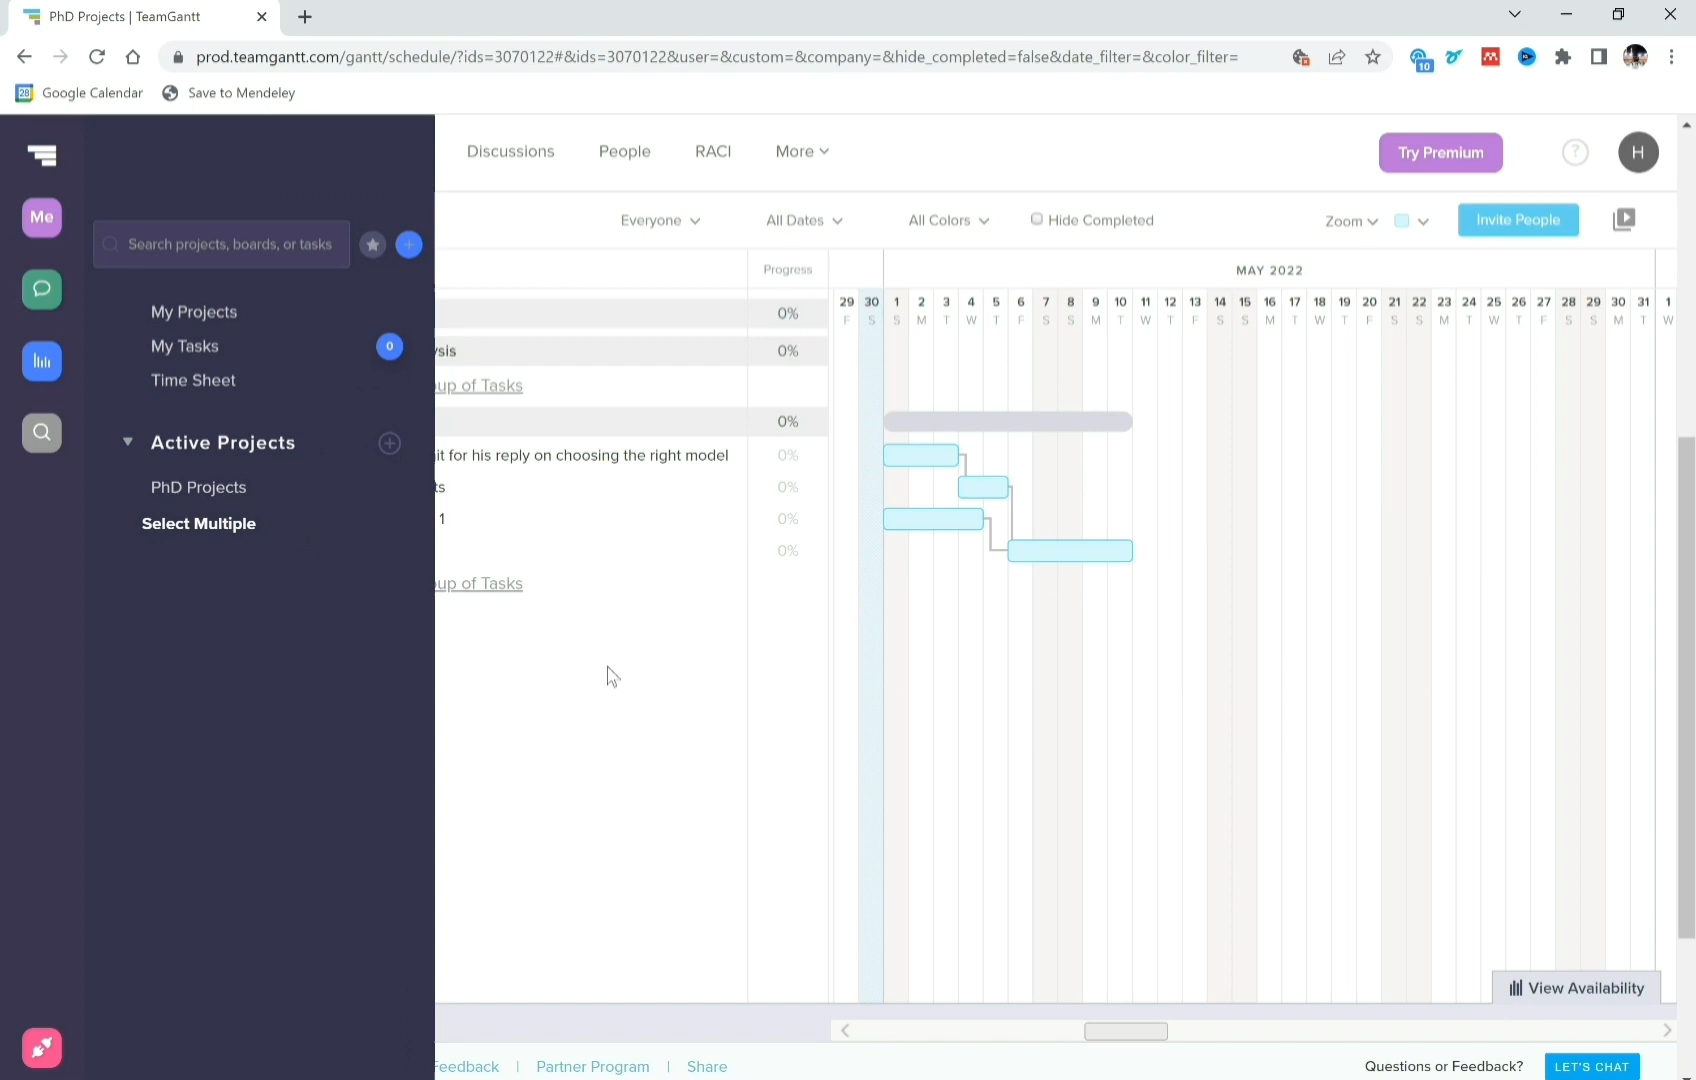 PhD Projects | TeamGantt
prod.teamgantt.com/gantt/schedule/?ids=3070122#&ids=3070122&user=&custom=&company=&hide_completed=false&date_filter=&color_filter=
10
28 Google Calendar Save to Mendeley
Discussions People RACI More
Try Premium ? H
Me
Search projects, boards, or tasks
Everyone All Dates All Colors Hide Completed Zoom Invite People
Progress MAY 2022
29 30 1 2 3 4 5 6 7 8 9 10 11 12 13 14 15 16 17 18 19 20 21 22 23 24 25 26 27 28 29 30 31 1
F S S M T W T F S S M T W T F S S M T W T F S S M T W T F S S M T W
My Projects
My Tasks 0
Time Sheet
Active Projects
PhD Projects
Select Multiple
0%
ysis 0%
oup of Tasks
0%
it for his reply on choosing the right model 0%
ts 0%
1 0%
0%
oup of Tasks
View Availability
Feedback | Partner Program | Share
Questions or Feedback? LET'S CHAT